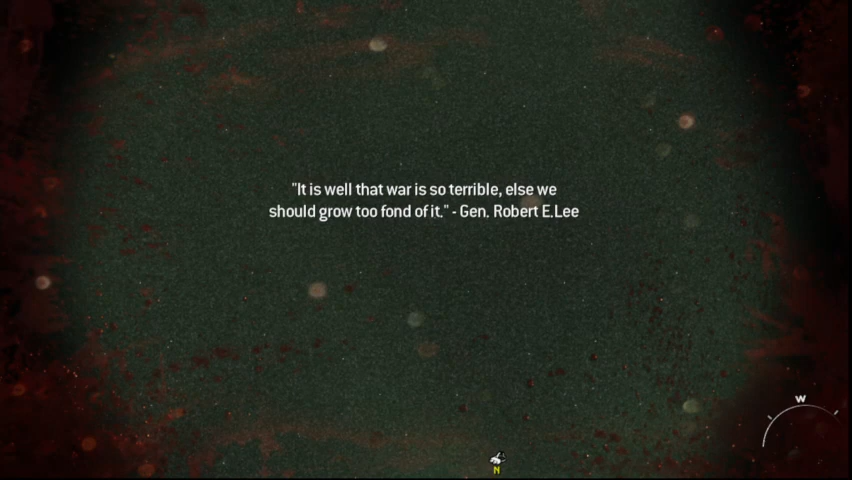 "It is well that war is so terrible, else we
should grow too fond of it." - Gen. Robert E.Lee
W
N